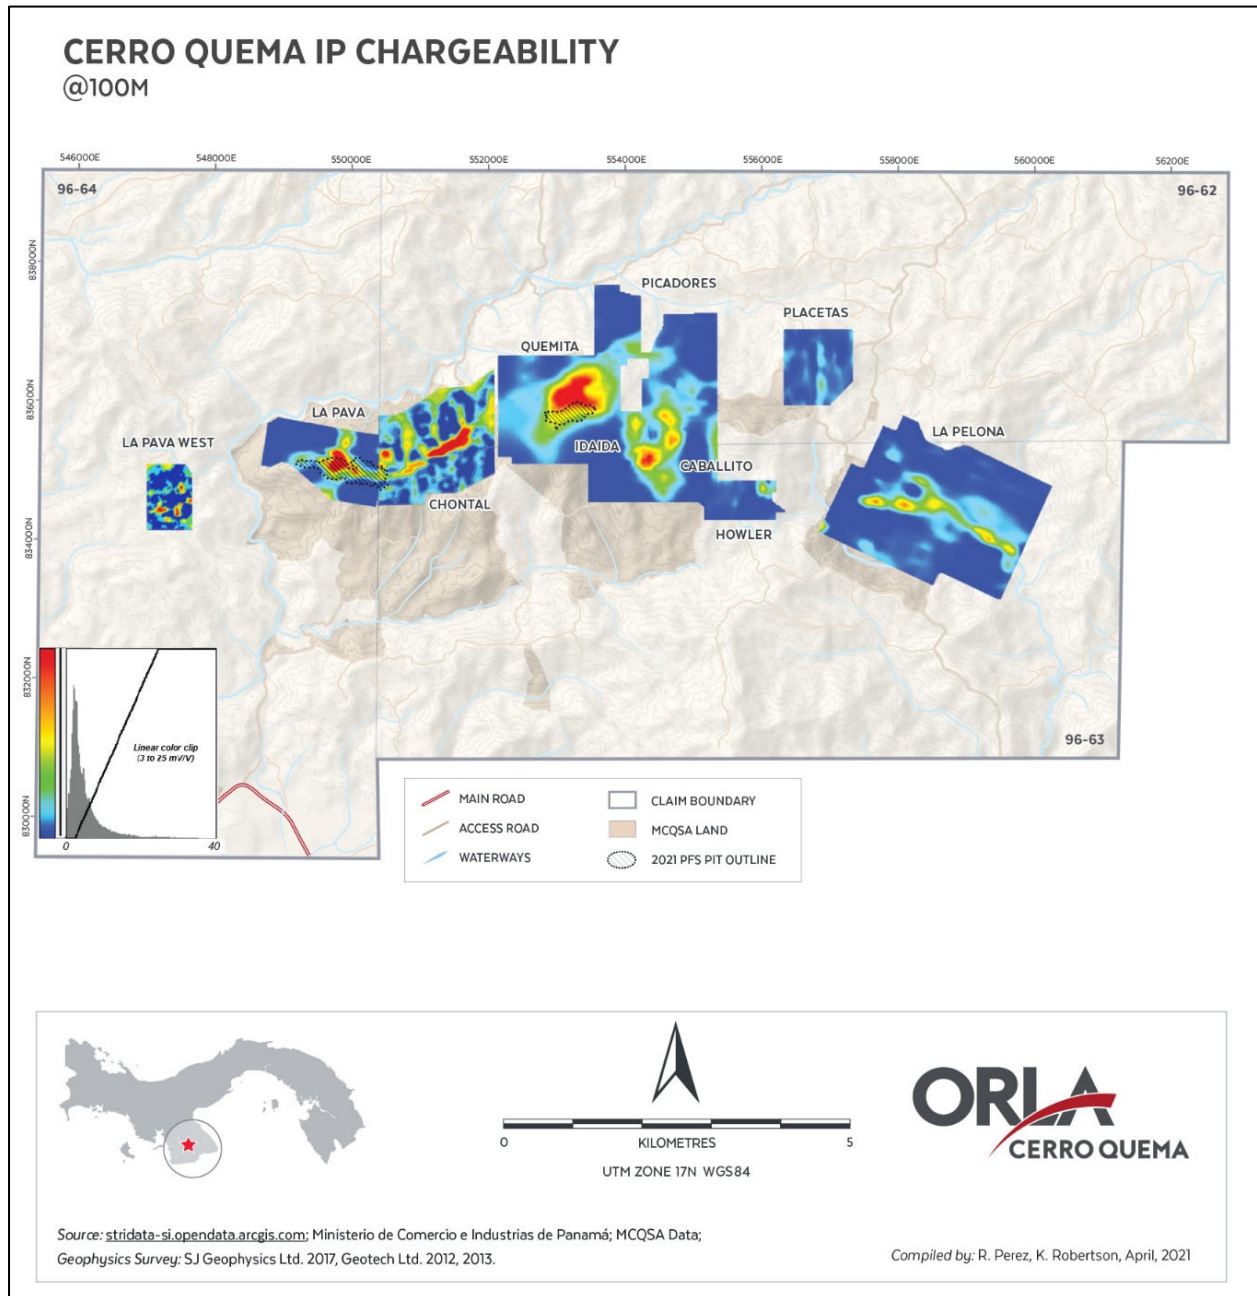 CERRO QUEMA IP CHARGEABILITY
@100M
546000E 548000E 550000E 552000E 554000E 556000E 558000E 560000E 56200E
96-64
96-62
838000N
836000N
834000N
832000N
830000N
PICADORES
PLACETAS
QUEMITA
LA PAVA
LA PAVA WEST
LA PELONA
IDAIDA
CABALLITO
CHONTAL
HOWLER
96-63
Linear color clip
(3 to 25 mV/V)
0 40
MAIN ROAD
ACCESS ROAD
WATERWAYS
CLAIM BOUNDARY
MCQSA LAND
2021 PFS PIT OUTLINE
0 5
KILOMETRES
UTM ZONE 17N WGS84
ORLA
CERRO QUEMA
Source: stridata-si.opendata.arcgis.com; Ministerio de Comercio e Industrias de Panamá; MCQSA Data;
Geophysics Survey: SJ Geophysics Ltd. 2017, Geotech Ltd. 2012, 2013.
Compiled by: R. Perez, K. Robertson, April, 2021